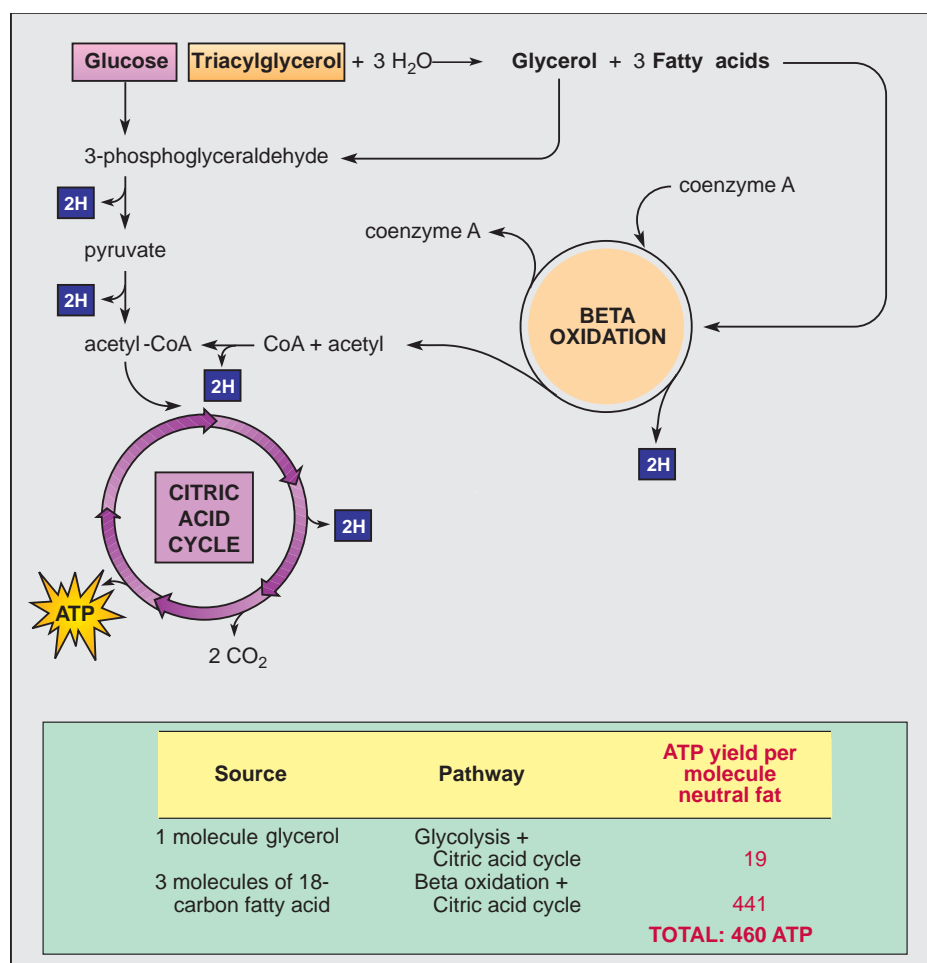 Glucose Triacylglycerol + 3 H₂O Glycerol + 3 Fatty acids
3-phosphoglyceraldehyde
2H
coenzyme A
coenzyme A
pyruvate
2H
BETA
OXIDATION
acetyl-CoA CoA + acetyl
2H
2H
CITRIC
ACID
CYCLE
2H
ATP
2 CO₂
Source Pathway ATP yield per
molecule
neutral fat
1 molecule glycerol Glycolysis +
Citric acid cycle 19
3 molecules of 18- Beta oxidation +
carbon fatty acid Citric acid cycle 441
TOTAL: 460 ATP